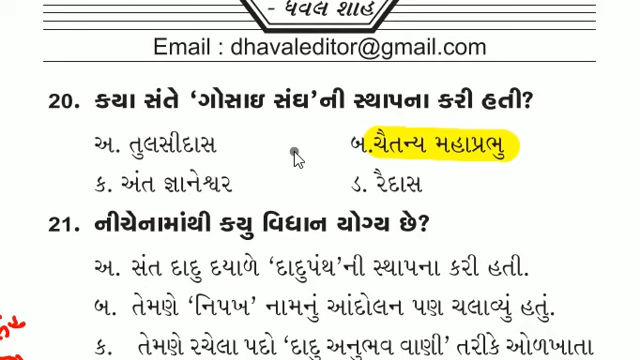 - ધવલ શાહ
Email : dhavaleditor@gmail.com
20. કયા સંતે ‘ગોસાઇ સંઘ’ની સ્થાપના કરી હતી?
અ. તુલસીદાસ બ.ચૈતન્ય મહાપ્રભુ
ક. અંત જ્ઞાનેશ્વર ડ. રૈદાસ
21. નીચેનામાંથી કયુ વિધાન યોગ્ય છે?
અ. સંત દાદુ દયાળે ‘દાદુપંથ’ની સ્થાપના કરી હતી.
બ. તેમણે ‘નિપખ’ નામનું આંદોલન પણ ચલાવ્યું હતું.
ક. તેમણે રચેલા પદો ‘દાદુ અનુભવ વાણી’ તરીકે ઓળખાતા